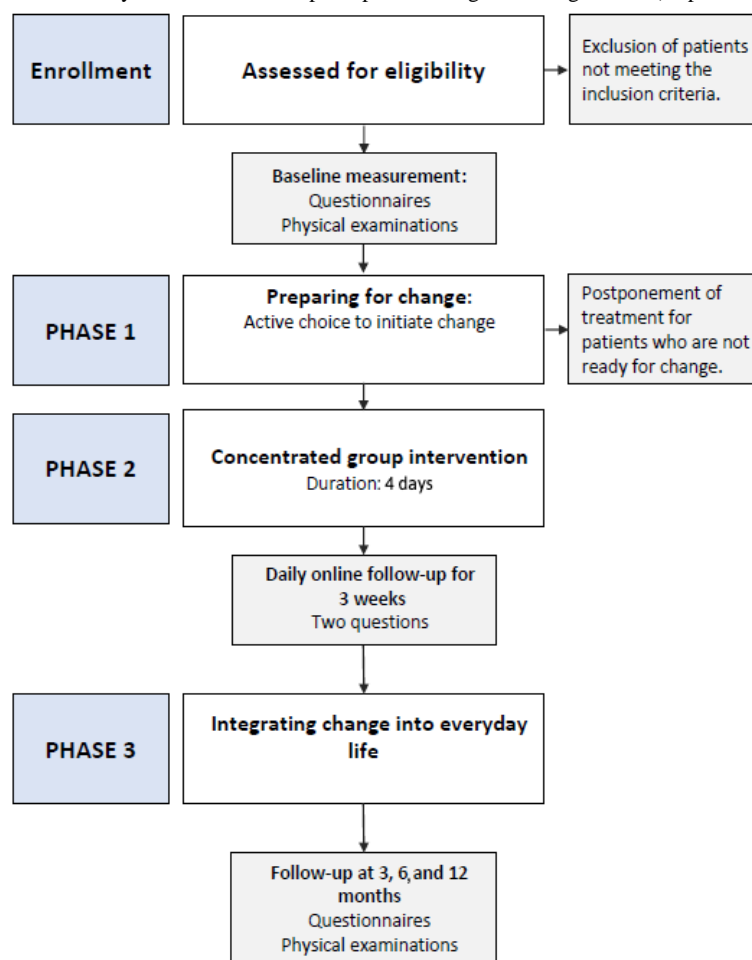 Enrollment
Assessed for eligibility
Exclusion of patients
not meeting the
inclusion criteria.
Baseline measurement:
Questionnaires
Physical examinations
PHASE 1
Preparing for change:
Active choice to initiate change
Postponement of
treatment for
patients who are not
ready for change.
PHASE 2
Concentrated group intervention
Duration: 4 days
Daily online follow-up for
3 weeks
Two questions
PHASE 3
Integrating change into everyday
life
Follow-up at 3, 6, and 12
months
Questionnaires
Physical examinations